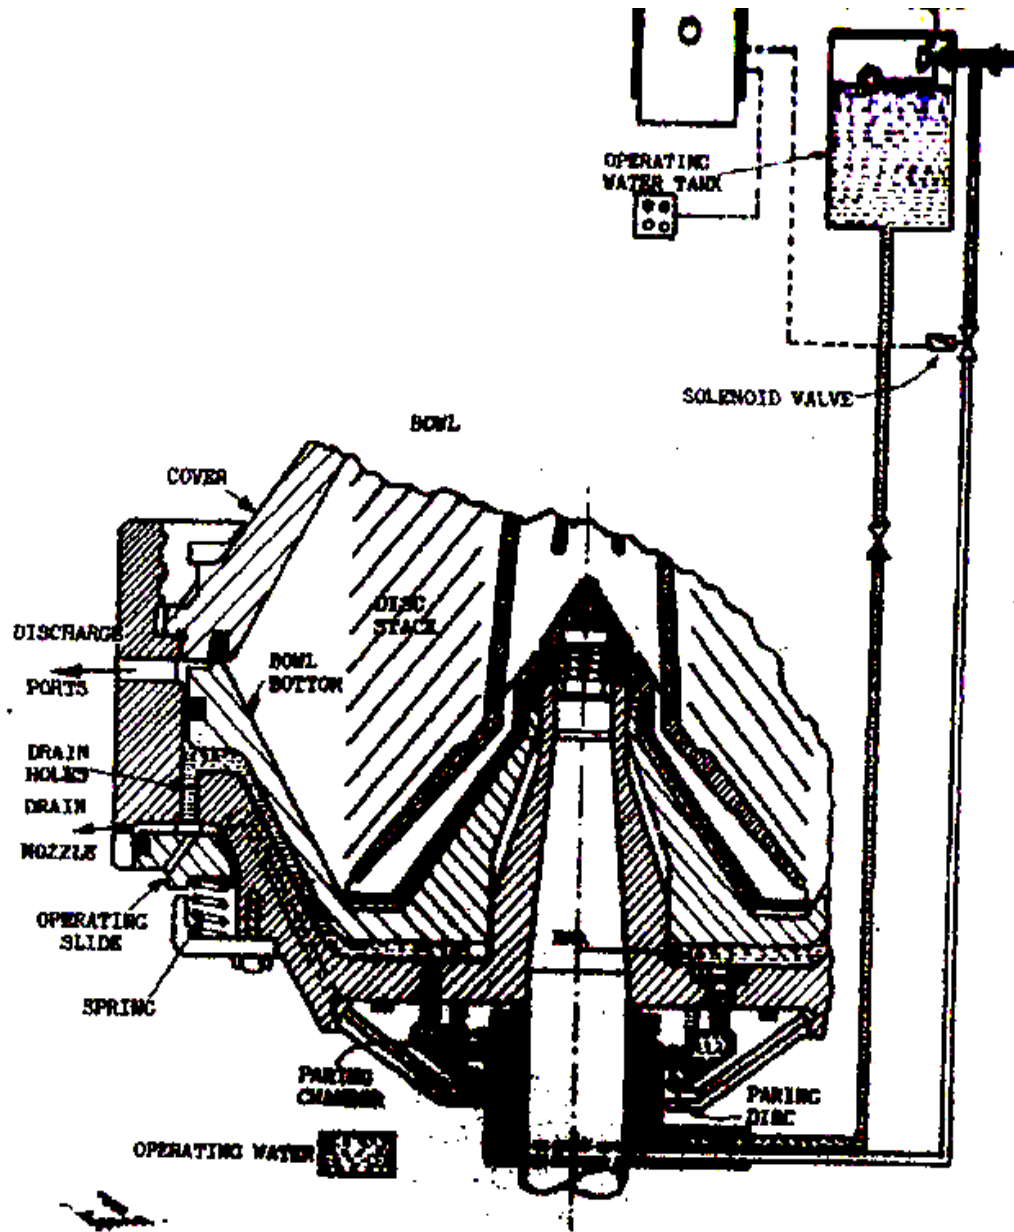 OPERATING
WATER TANK
SOLENOID VALVE
BOWL
COVER
DISC
STACK
DISCHARGE
PORTS
BOWL
BOTTOM
DRAIN
HOLES
DRAIN
NOZZLE
OPERATING
SLIDE
SPRING
PARING
CHAMBER
PARING
DISC
OPERATING WATER